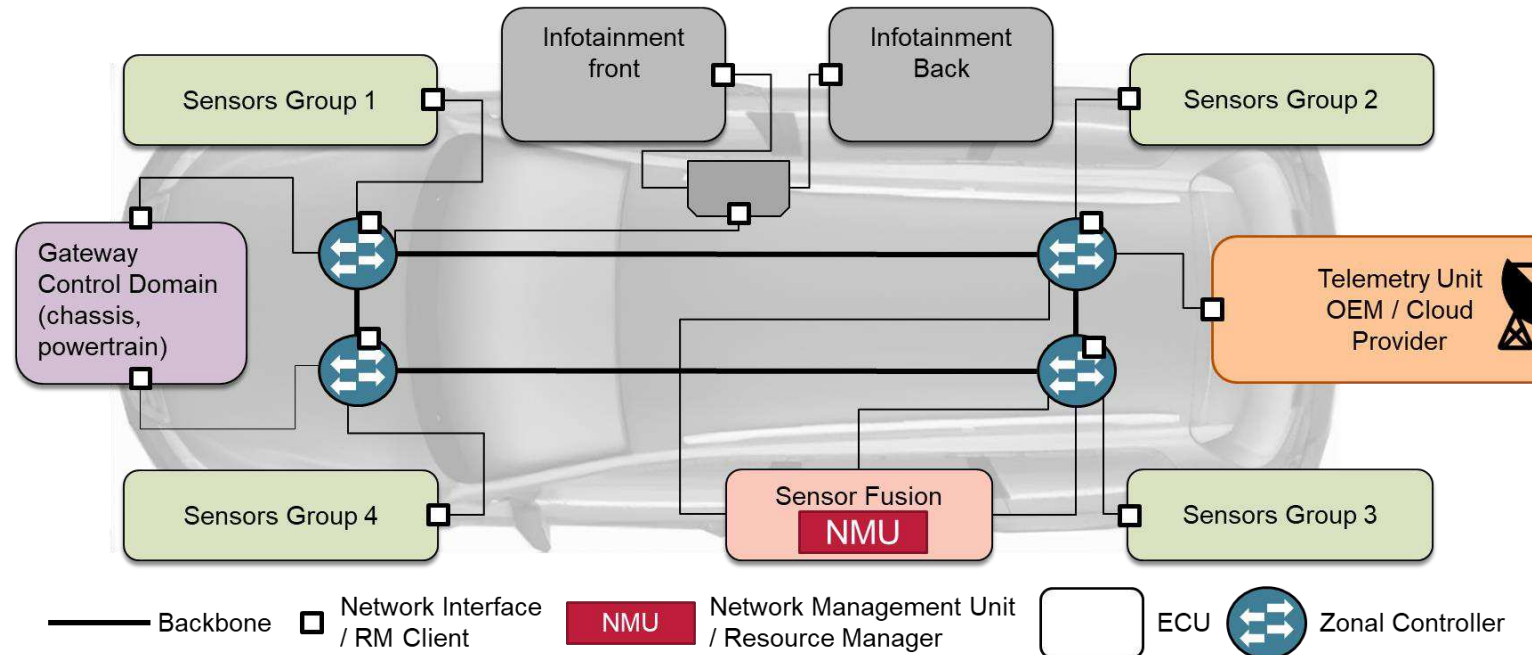 Infotainment
front
Infotainment
Back
Sensors Group 1
Sensors Group 2
Gateway
Control Domain
(chassis,
powertrain)
Telemetry Unit
OEM / Cloud
Provider
Sensors Group 4
Sensor Fusion
NMU
Sensors Group 3
Backbone
Network Interface
/ RM Client
NMU
Network Management Unit
/ Resource Manager
ECU
Zonal Controller